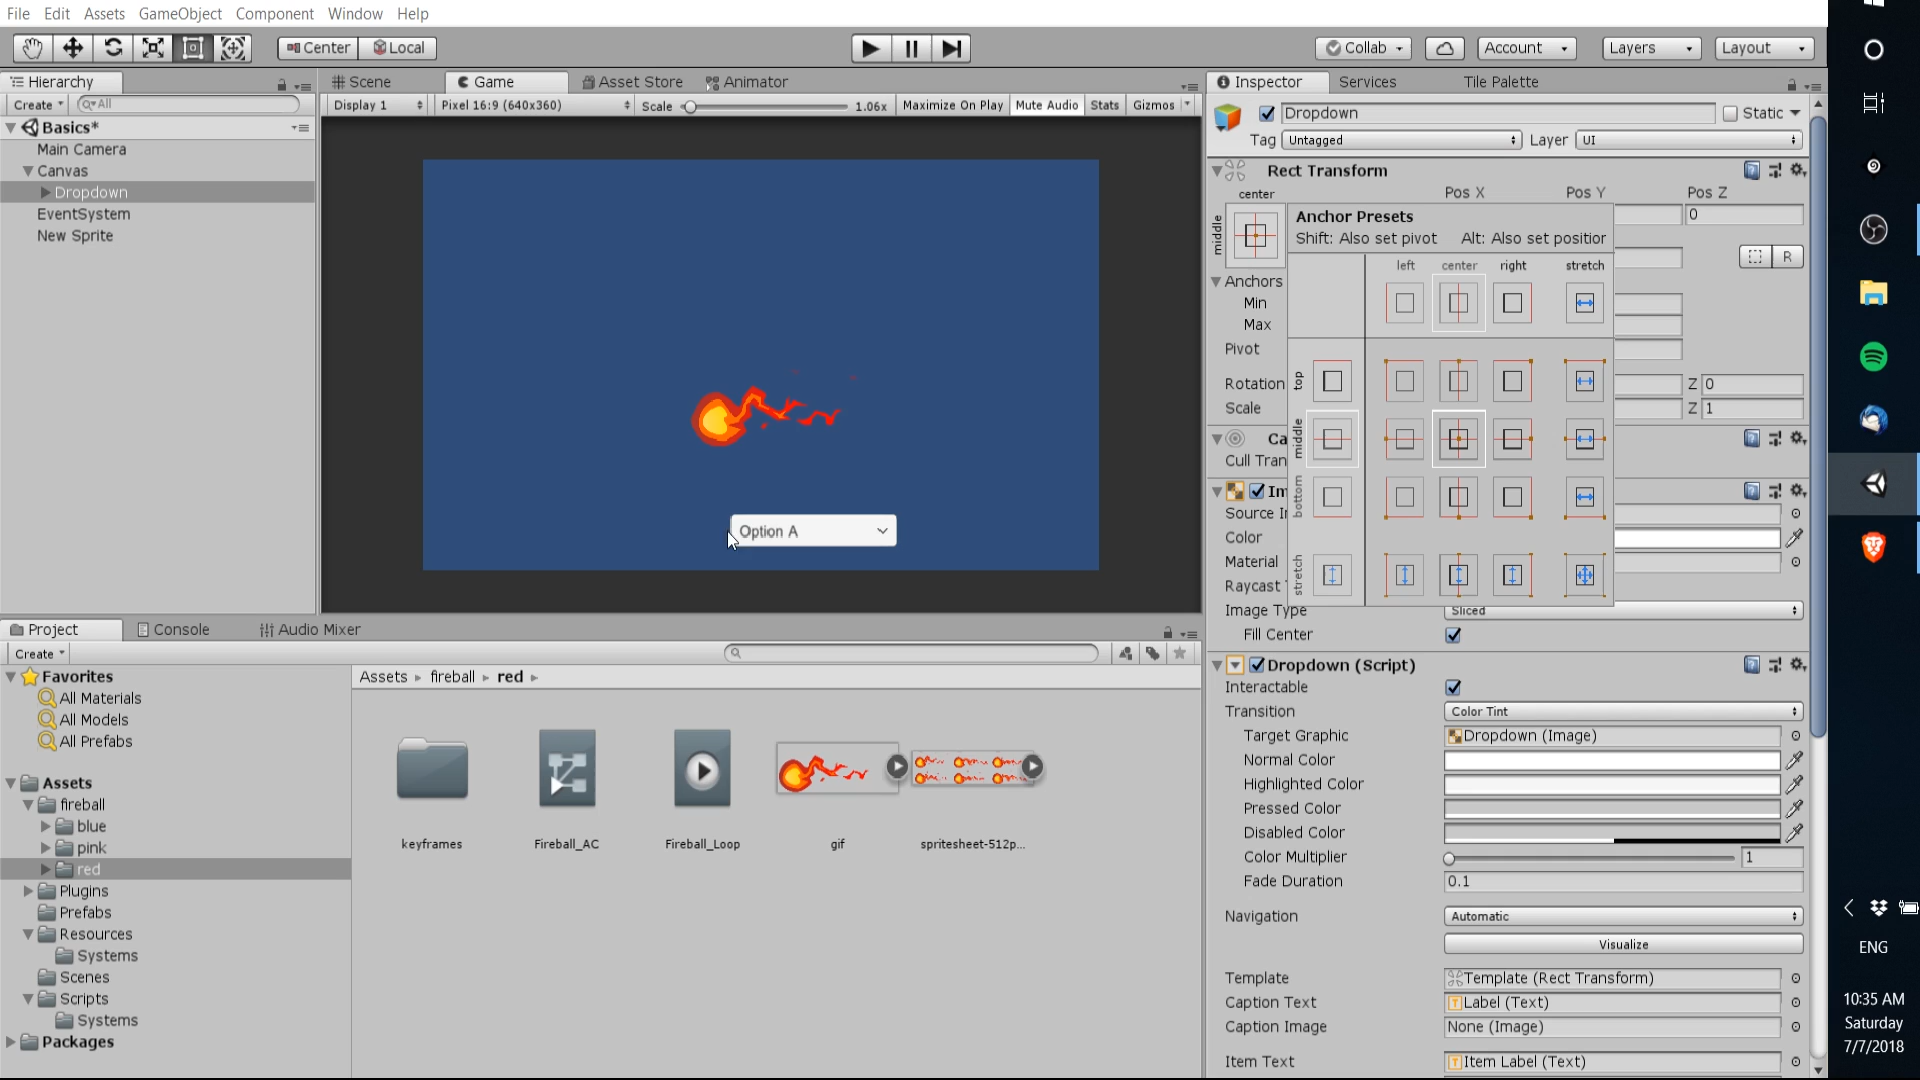 File Edit Assets GameObject Component Window Help
Center Local Collab Account Layers Layout
Hierarchy
Create All
Basics*
Main Camera
Canvas
Dropdown
EventSystem
New Sprite
Scene Game Asset Store Animator
Display 1 Pixel 16:9 (640x360) Scale 1.06x Maximize On Play Mute Audio Stats Gizmos
Option A
Inspector Services Tile Palette
Dropdown Static
Tag Untagged Layer UI
Rect Transform
center Pos X Pos Y Pos Z
middle
0
R
Anchor Presets
Shift: Also set pivot Alt: Also set position
left center right stretch
top
middle
bottom
stretch
Anchors
Min
Max
Pivot
Rotation Z 0
Scale Z 1
Ca
Cull Tran
Im
Source I
Color
Material
Raycast
Image Type Sliced
Fill Center
Dropdown (Script)
Interactable
Transition Color Tint
Target Graphic Dropdown (Image)
Normal Color
Highlighted Color
Pressed Color
Disabled Color
Color Multiplier 1
Fade Duration 0.1
Navigation Automatic
Visualize
Template Template (Rect Transform)
Caption Text Label (Text)
Caption Image None (Image)
Item Text Item Label (Text)
Project Console Audio Mixer
Create
Favorites
All Materials
All Models
All Prefabs
Assets
fireball
blue
pink
red
Plugins
Prefabs
Resources
Systems
Scenes
Scripts
Systems
Packages
Assets fireball red
keyframes Fireball_AC Fireball_Loop gif spritesheet-512p...
ENG
10:35 AM
Saturday
7/7/2018